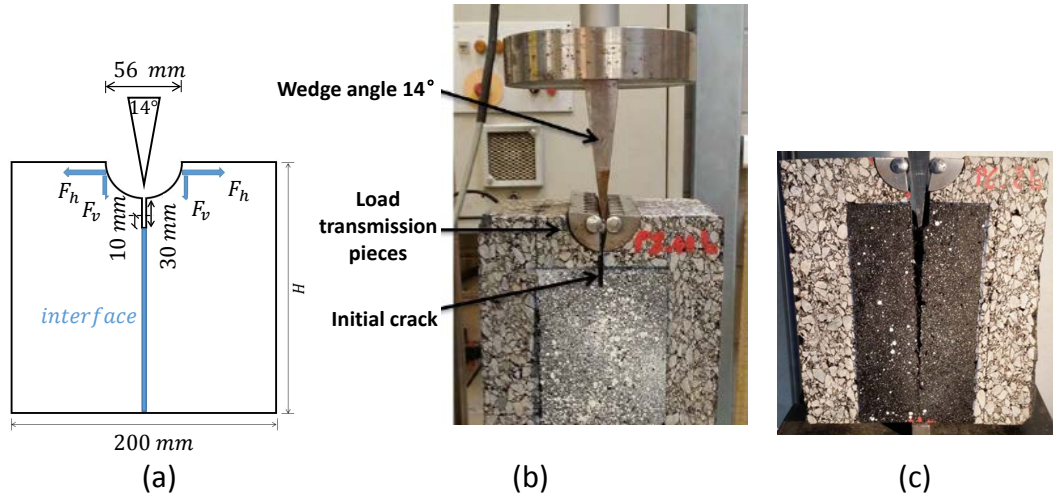 (a)
56 mm
14°
F_h
F_v
F_v
F_h
10 mm
30 mm
H
interface
200 mm
Wedge angle 14°
Load
transmission
pieces
Initial crack
(b)
(c)